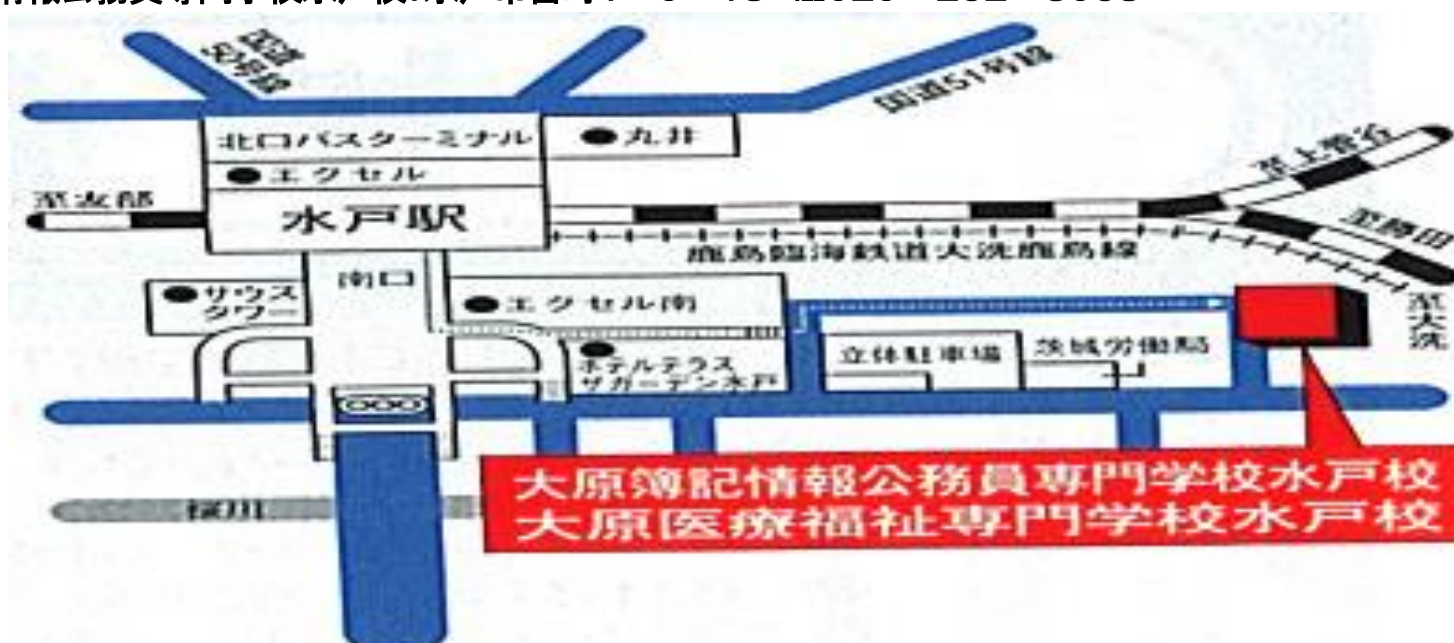 国道
50号線
国道51号線
北口バスターミナル
●丸井
●エクセル
至友部
水戸駅
至上菅谷
至勝田
鹿島臨海鉄道大洗鹿島線
南口
●サウス
タワー
●エクセル南
至大洗
●
ホテルテラス
ザガーデン水戸
立体駐車場
茨城労働局
桜川
大原簿記情報公務員専門学校水戸校
大原医療福祉専門学校水戸校